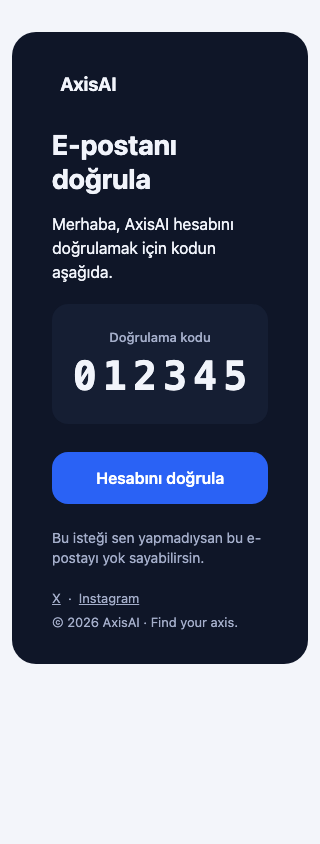 AxisAI
E-postanı
doğrula
Merhaba, AxisAI hesabını
doğrulamak için kodun
aşağıda.
Doğrulama kodu
012345
Hesabını doğrula
Bu isteği sen yapmadıysan bu e-
postayı yok sayabilirsin.
X · Instagram
© 2026 AxisAI · Find your axis.